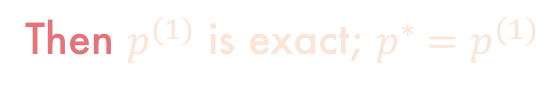 Then p⁽¹⁾ is exact; p* = p⁽¹⁾